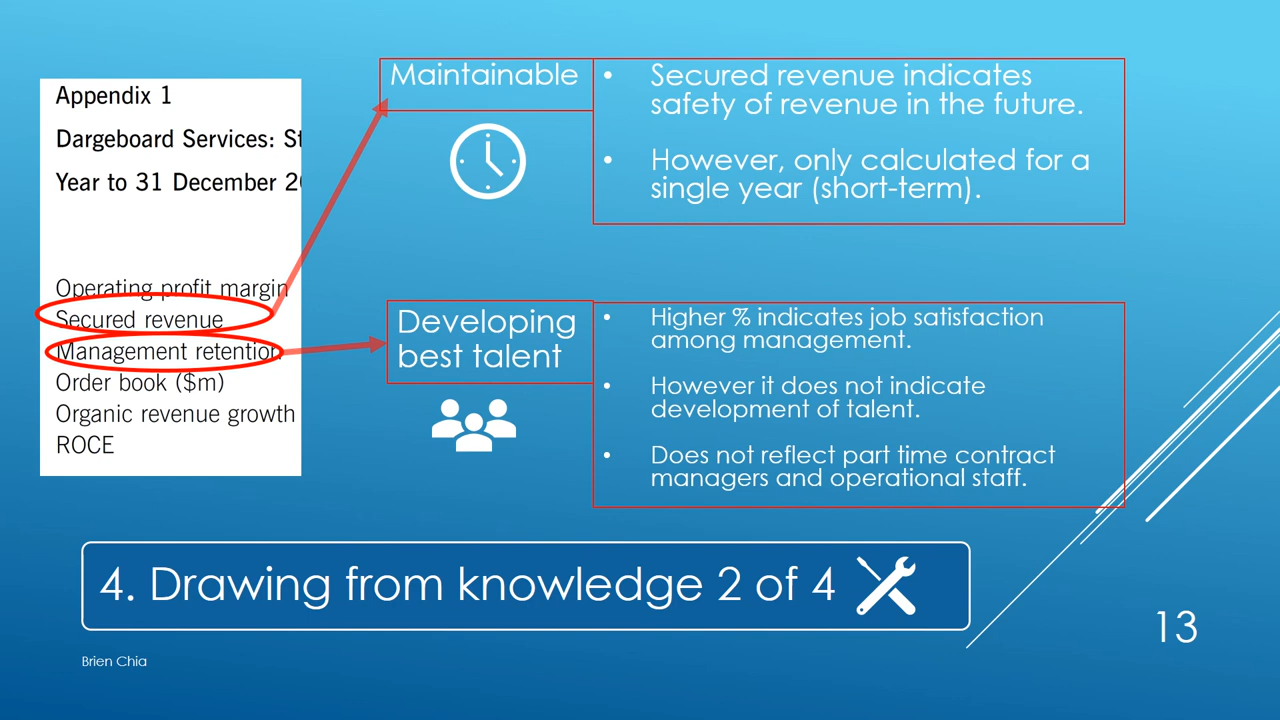 Appendix 1
Dargeboard Services: St
Year to 31 December 20
Operating profit margin
Secured revenue
Management retention
Order book ($m)
Organic revenue growth
ROCE
Maintainable
• Secured revenue indicates
safety of revenue in the future.
• However, only calculated for a
single year (short-term).
Developing
best talent
• Higher % indicates job satisfaction
among management.
• However it does not indicate
development of talent.
• Does not reflect part time contract
managers and operational staff.
4. Drawing from knowledge 2 of 4
13
Brien Chia